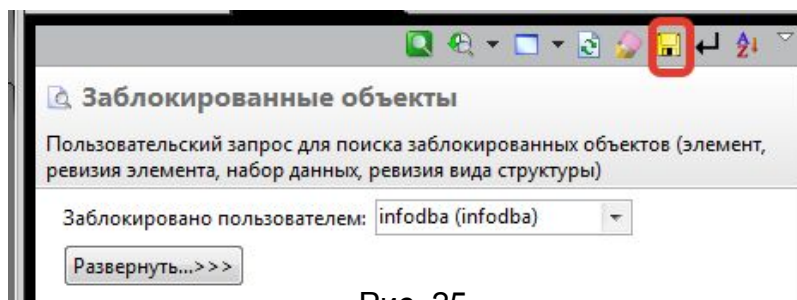 Заблокированные объекты
Пользовательский запрос для поиска заблокированных объектов (элемент,
ревизия элемента, набор данных, ревизия вида структуры)
Заблокировано пользователем: infodba (infodba)
Развернуть...>>>
Рис. 25